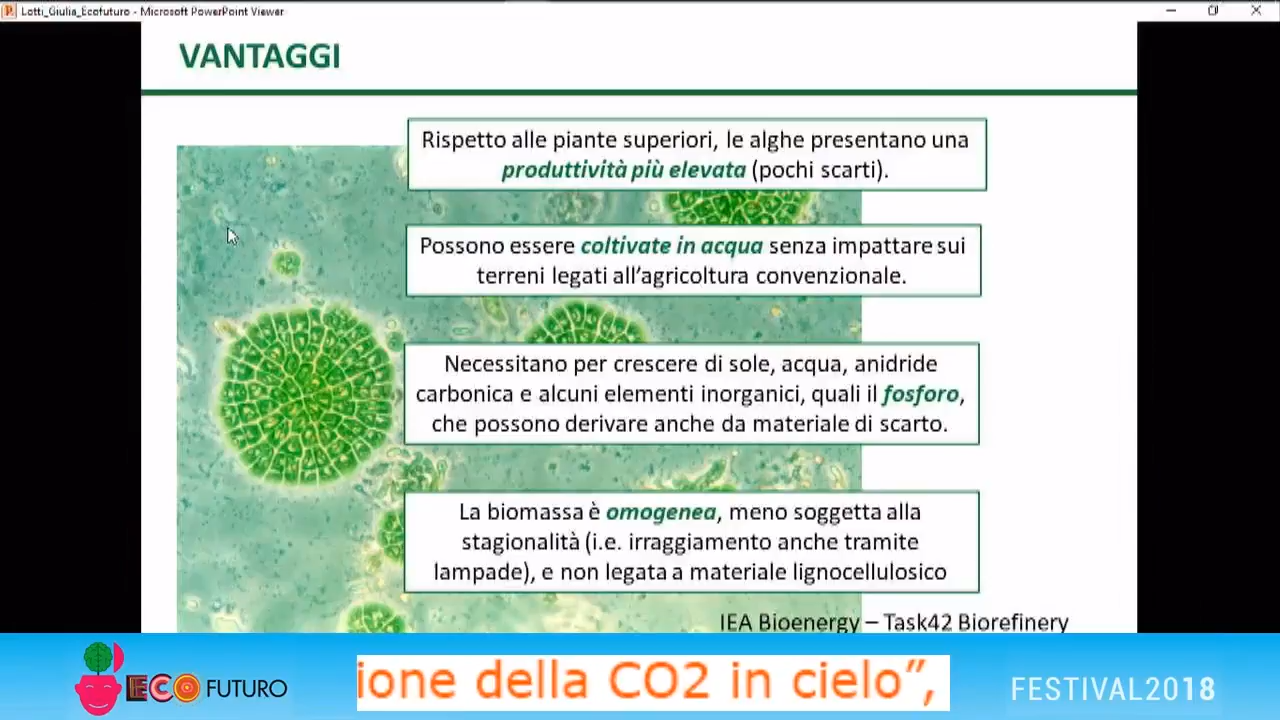 Lotti_Giulia_Ecofuturo - Microsoft PowerPoint Viewer
VANTAGGI
Rispetto alle piante superiori, le alghe presentano una
produttività più elevata (pochi scarti).
Possono essere coltivate in acqua senza impattare sui
terreni legati all’agricoltura convenzionale.
Necessitano per crescere di sole, acqua, anidride
carbonica e alcuni elementi inorganici, quali il fosforo,
che possono derivare anche da materiale di scarto.
La biomassa è omogenea, meno soggetta alla
stagionalità (i.e. irraggiamento anche tramite
lampade), e non legata a materiale lignocellulosico
IEA Bioenergy – Task42 Biorefinery
ECO FUTURO
ione della CO2 in cielo”,
FESTIVAL2018